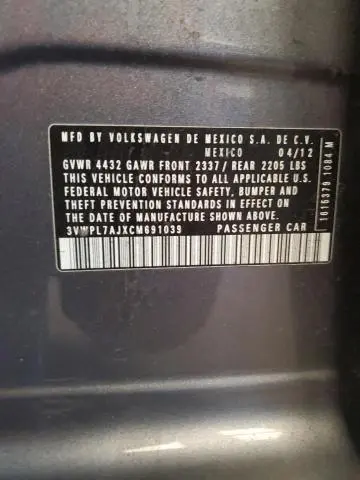 MFD BY VOLKSWAGEN DE MEXICO S.A. DE C.V.
MEXICO 04/12
GVWR 4432 GAWR FRONT 2337/ REAR 2205 LBS
THIS VEHICLE CONFORMS TO ALL APPLICABLE U.S.
FEDERAL MOTOR VEHICLE SAFETY, BUMPER AND
THEFT PREVENTION STANDARDS IN EFFECT ON THE
DATE OF MANUFACTURE SHOWN ABOVE.
3VWPL7AJXCM691039 PASSENGER CAR
1615379 1084 M